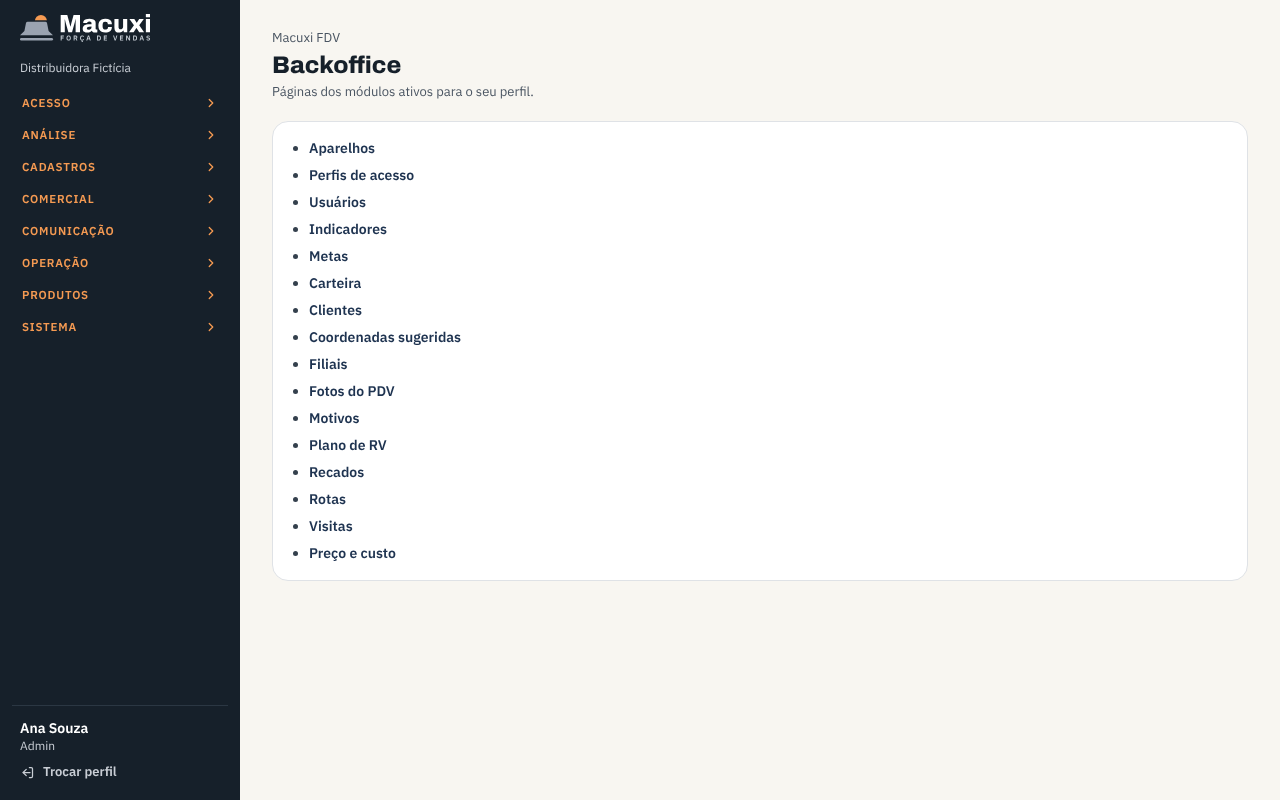 Macuxi
FORÇA DE VENDAS
Distribuidora Fictícia
ACESSO
ANÁLISE
CADASTROS
COMERCIAL
COMUNICAÇÃO
OPERAÇÃO
PRODUTOS
SISTEMA
Ana Souza
Admin
Trocar perfil
Macuxi FDV
Backoffice
Páginas dos módulos ativos para o seu perfil.
Aparelhos
Perfis de acesso
Usuários
Indicadores
Metas
Carteira
Clientes
Coordenadas sugeridas
Filiais
Fotos do PDV
Motivos
Plano de RV
Recados
Rotas
Visitas
Preço e custo